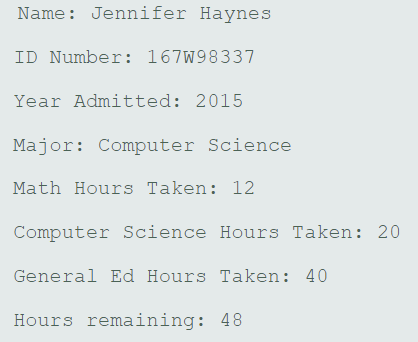 Name: Jennifer Haynes
ID Number: 167W98337
Year Admitted: 2015
Major: Computer Science
Math Hours Taken: 12
Computer Science Hours Taken: 20
General Ed Hours Taken: 40
Hours remaining: 48